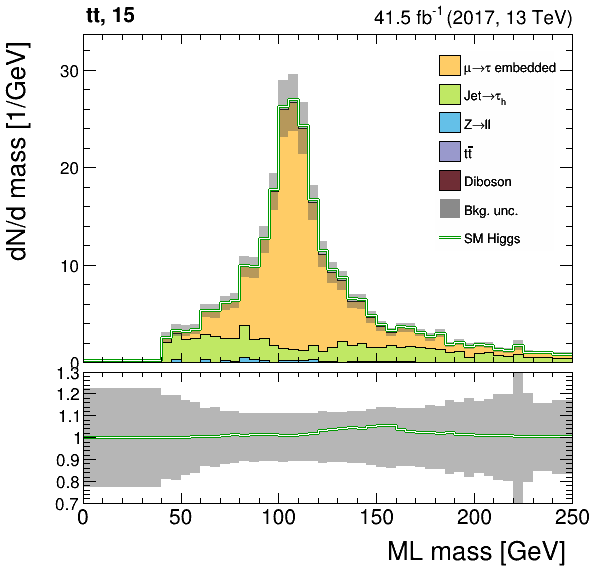 tt, 15
41.5 fb⁻¹ (2017, 13 TeV)
dN/d mass [1/GeV]
30
20
10
0
μ→τ embedded
Jet→τₕ
Z→ll
tt̄
Diboson
Bkg. unc.
SM Higgs
1.3
1.2
1.1
1
0.9
0.8
0.7
0 50 100 150 200 250
ML mass [GeV]